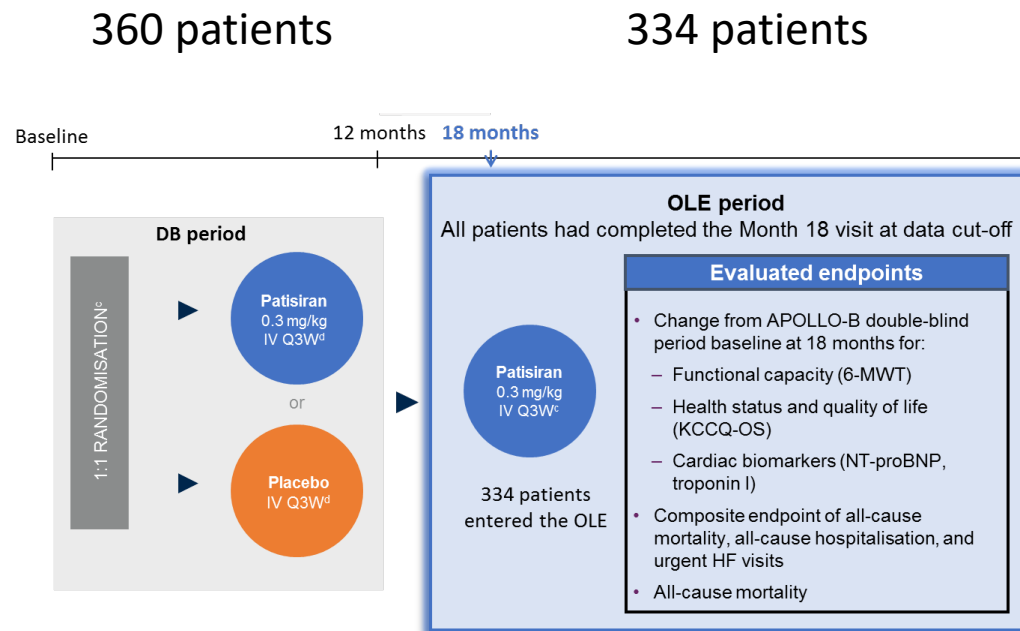 360 patients
334 patients
Baseline
12 months
18 months
DB period
1:1 RANDOMISATIONᶜ
Patisiran
0.3 mg/kg
IV Q3Wᵈ
or
Placebo
IV Q3Wᵈ
OLE period
All patients had completed the Month 18 visit at data cut-off
Patisiran
0.3 mg/kg
IV Q3Wᶜ
334 patients
entered the OLE
Evaluated endpoints
• Change from APOLLO-B double-blind
period baseline at 18 months for:
– Functional capacity (6-MWT)
– Health status and quality of life
(KCCQ-OS)
– Cardiac biomarkers (NT-proBNP,
troponin I)
• Composite endpoint of all-cause
mortality, all-cause hospitalisation, and
urgent HF visits
• All-cause mortality